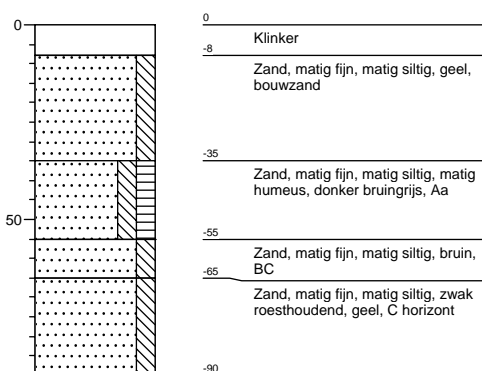 0
0
Klinker
-8
Zand, matig fijn, matig siltig, geel,
bouwzand
-35
Zand, matig fijn, matig siltig, matig
humeus, donker bruingrijs, Aa
50
-55
Zand, matig fijn, matig siltig, bruin,
BC
-65
Zand, matig fijn, matig siltig, zwak
roesthoudend, geel, C horizont
-90